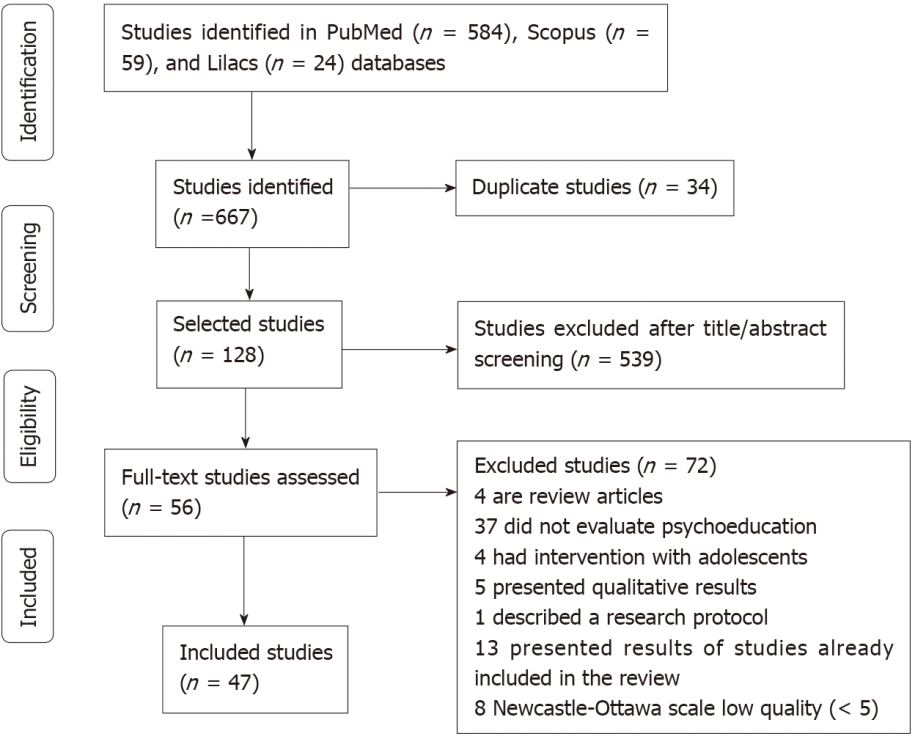 Identification
Studies identified in PubMed (n = 584), Scopus (n =
59), and Lilacs (n = 24) databases
Studies identified
(n =667)
Duplicate studies (n = 34)
Screening
Selected studies
(n = 128)
Studies excluded after title/abstract
screening (n = 539)
Eligibility
Full-text studies assessed
(n = 56)
Excluded studies (n = 72)
4 are review articles
37 did not evaluate psychoeducation
4 had intervention with adolescents
5 presented qualitative results
1 described a research protocol
13 presented results of studies already
included in the review
8 Newcastle-Ottawa scale low quality (< 5)
Included
Included studies
(n = 47)